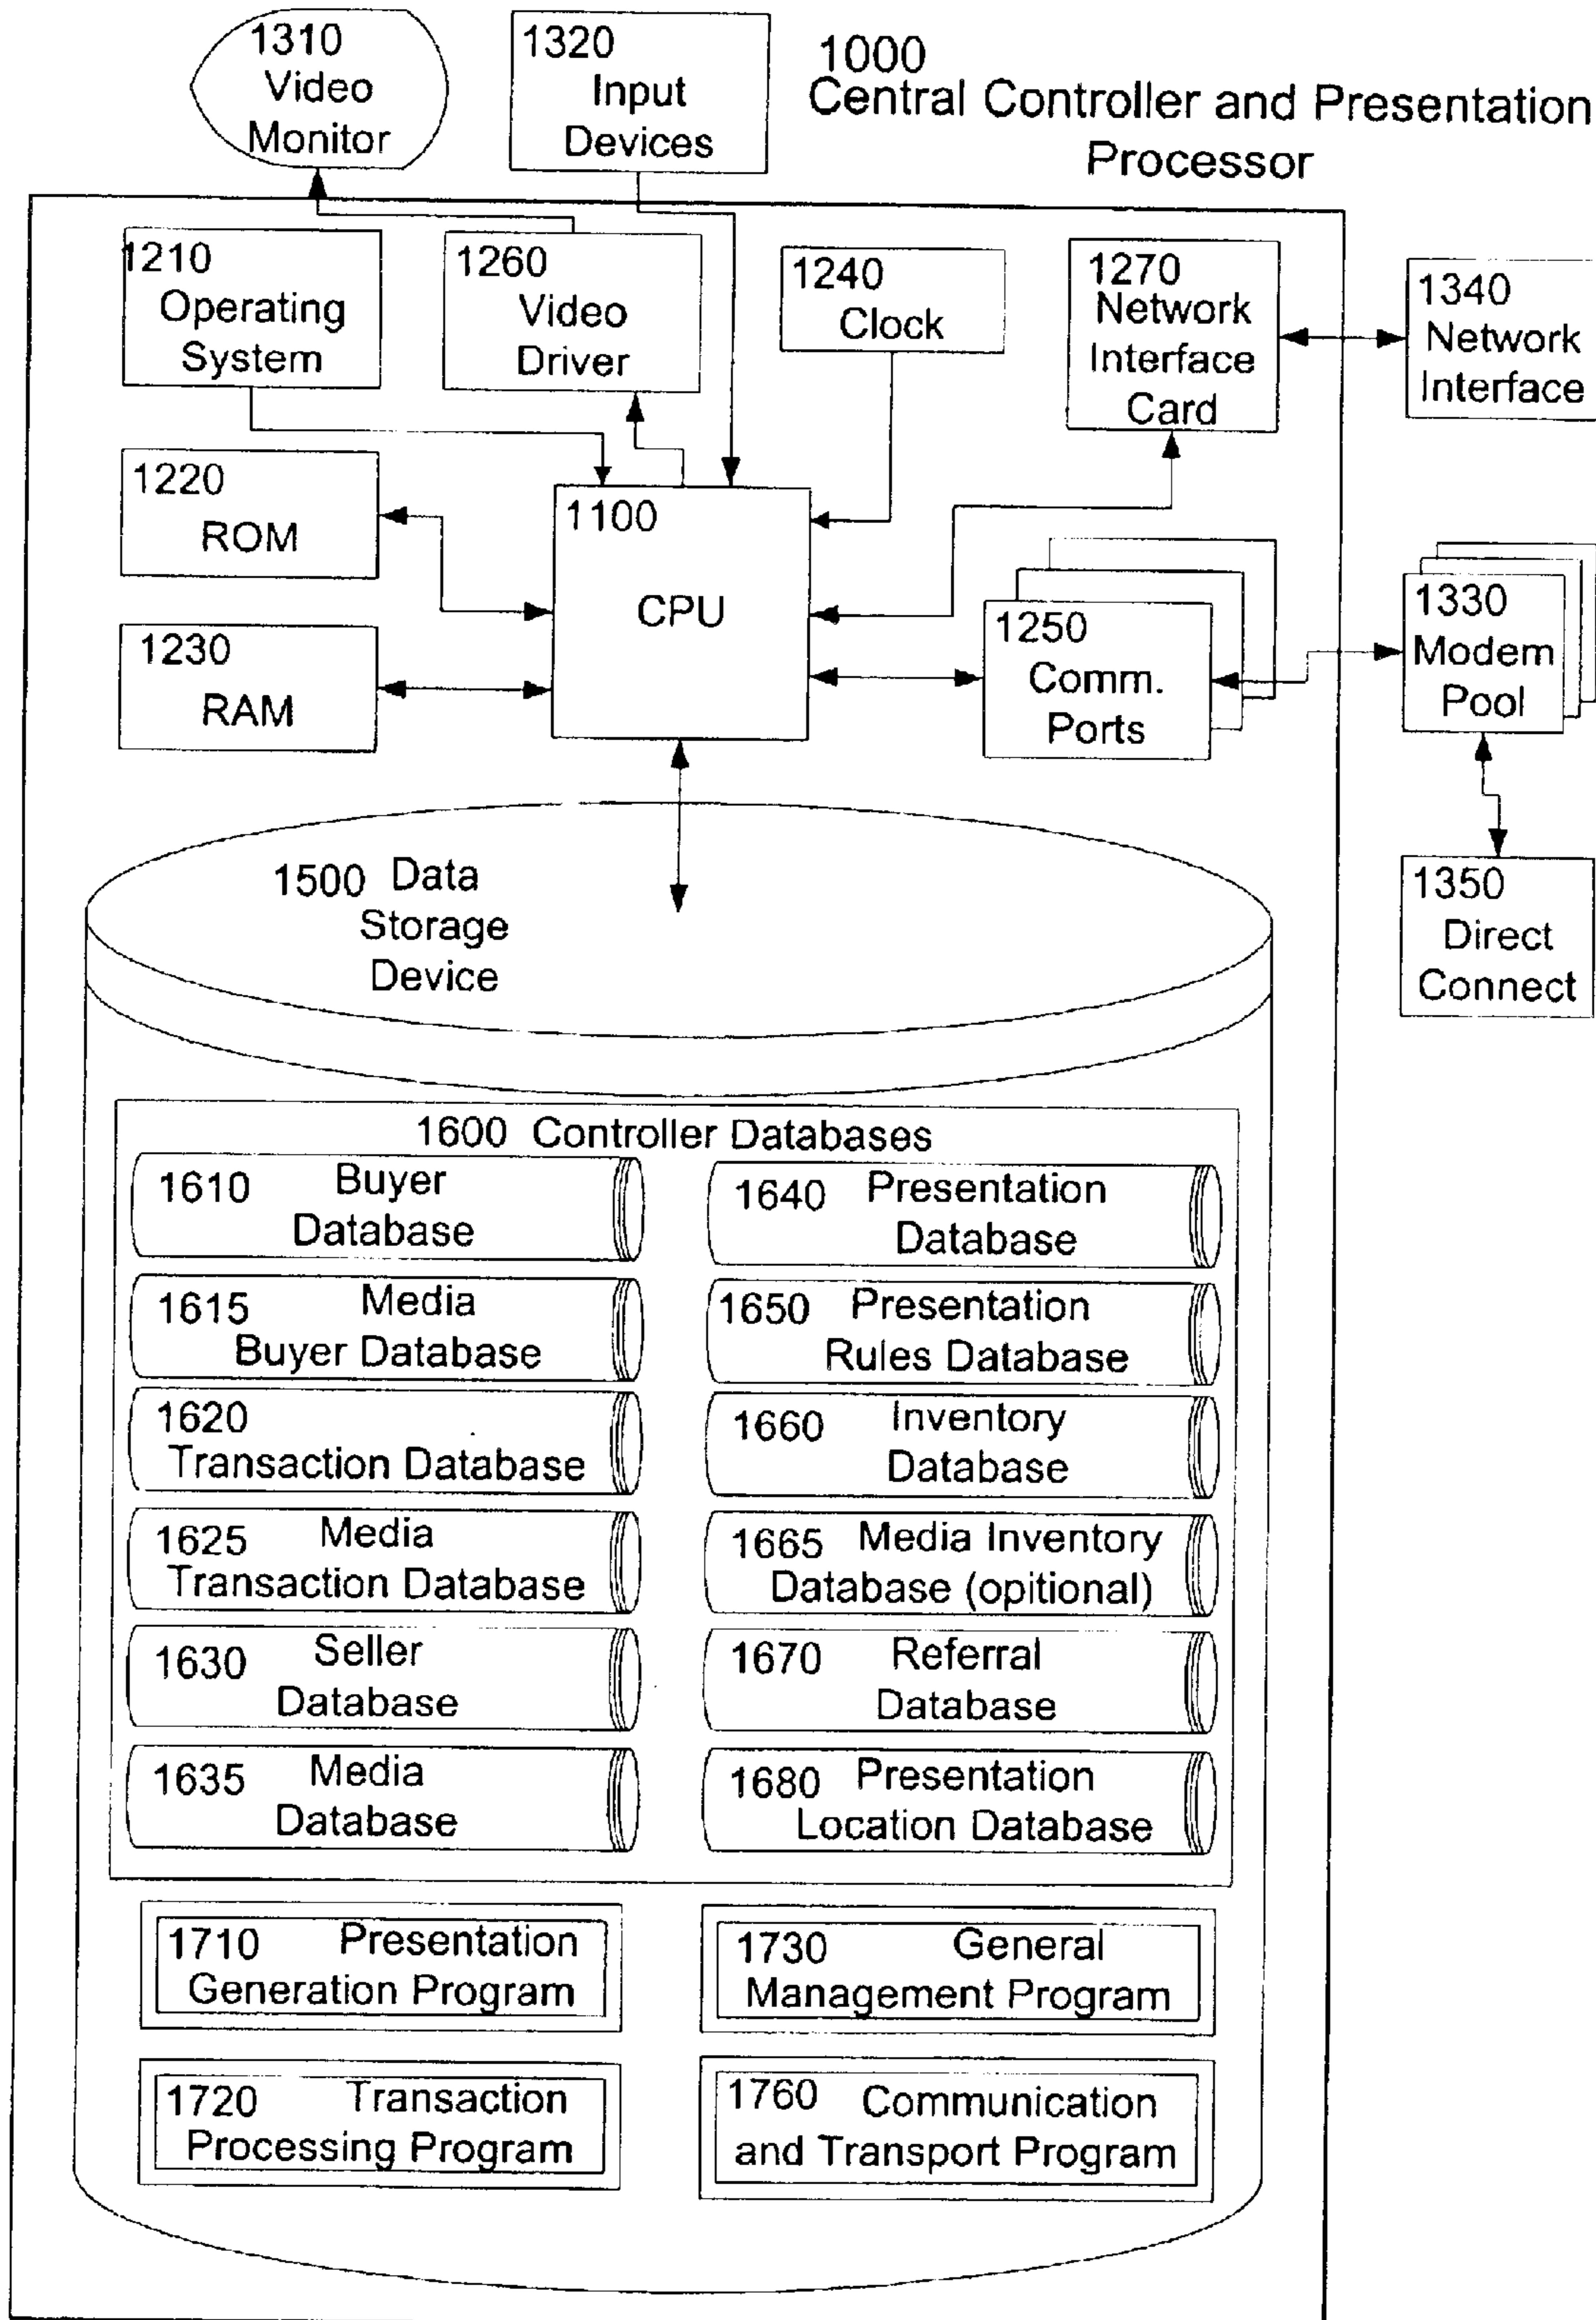 1310
Video
Monitor
1320
Input
Devices
1000
Central Controller and Presentation
Processor
1210
Operating
System
1260
Video
Driver
1240
Clock
1270
Network
Interface
Card
1340
Network
Interface
1220
ROM
1100
CPU
1230
RAM
1250
Comm.
Ports
1330
Modem
Pool
1350
Direct
Connect
1500 Data
Storage
Device
1600 Controller Databases
1610 Buyer
Database
1640 Presentation
Database
1615 Media
Buyer Database
1650 Presentation
Rules Database
1620
Transaction Database
1660 Inventory
Database
1625 Media
Transaction Database
1665 Media Inventory
Database (opitional)
1630 Seller
Database
1670 Referral
Database
1635 Media
Database
1680 Presentation
Location Database
1710 Presentation
Generation Program
1730 General
Management Program
1720 Transaction
Processing Program
1760 Communication
and Transport Program